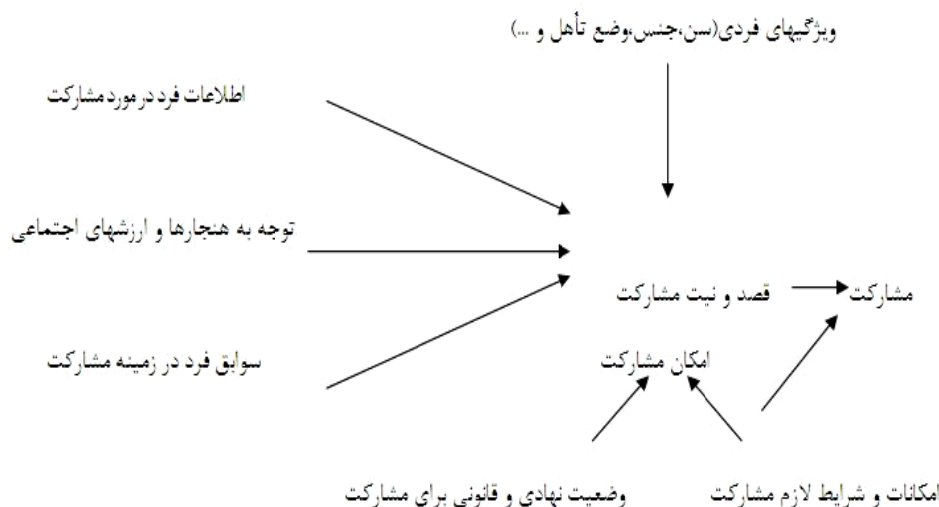 ویژگیهای فردی(سن،جنس،وضع تأهل و ...)
اطلاعات فرد در مورد مشارکت
توجه به هنجارها و ارزشهای اجتماعی
قصد و نیت مشارکت
مشارکت
سوابق فرد در زمینه مشارکت
امکان مشارکت
امکانات و شرایط لازم مشارکت
وضعیت نهادی و قانونی برای مشارکت